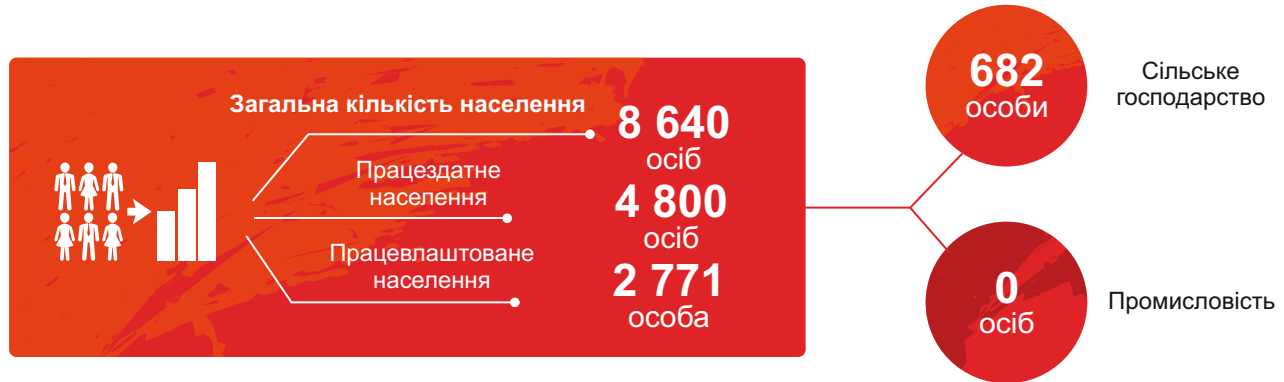 Загальна кількість населення
8 640
осіб
Працездатне
населення
4 800
осіб
Працевлаштоване
населення
2 771
особа
682
особи
Сільське
господарство
0
осіб
Промисловість